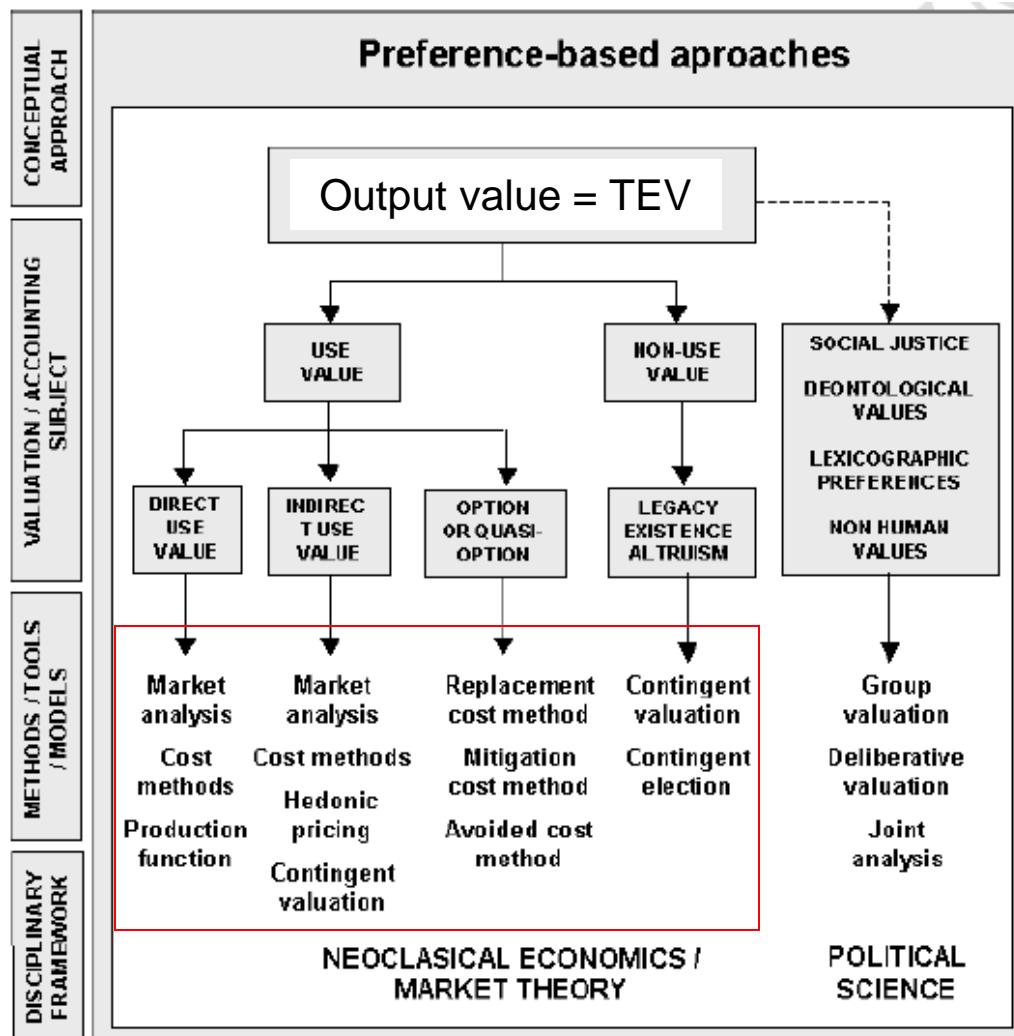 CONCEPTUAL
APPROACH
Preference-based aproaches
Output value = TEV
VALUATION / ACCOUNTING
SUBJECT
USE
VALUE
NON-USE
VALUE
SOCIAL JUSTICE
DEONTOLOGICAL
VALUES
LEXICOGRAPHIC
PREFERENCES
NON HUMAN
VALUES
DIRECT
USE
VALUE
INDIREC
T USE
VALUE
OPTION
OR QUASI-
OPTION
LEGACY
EXISTENCE
ALTRUISM
METHODS / TOOLS
/ MODELS
Market
analysis
Cost
methods
Production
function
Market
analysis
Cost methods
Hedonic
pricing
Contingent
valuation
Replacement
cost method
Mitigation
cost method
Avoided cost
method
Contingent
valuation
Contingent
election
Group
valuation
Deliberative
valuation
Joint
analysis
DISCIPLINARY
FRAMEWORK
NEOCLASICAL ECONOMICS /
MARKET THEORY
POLITICAL
SCIENCE